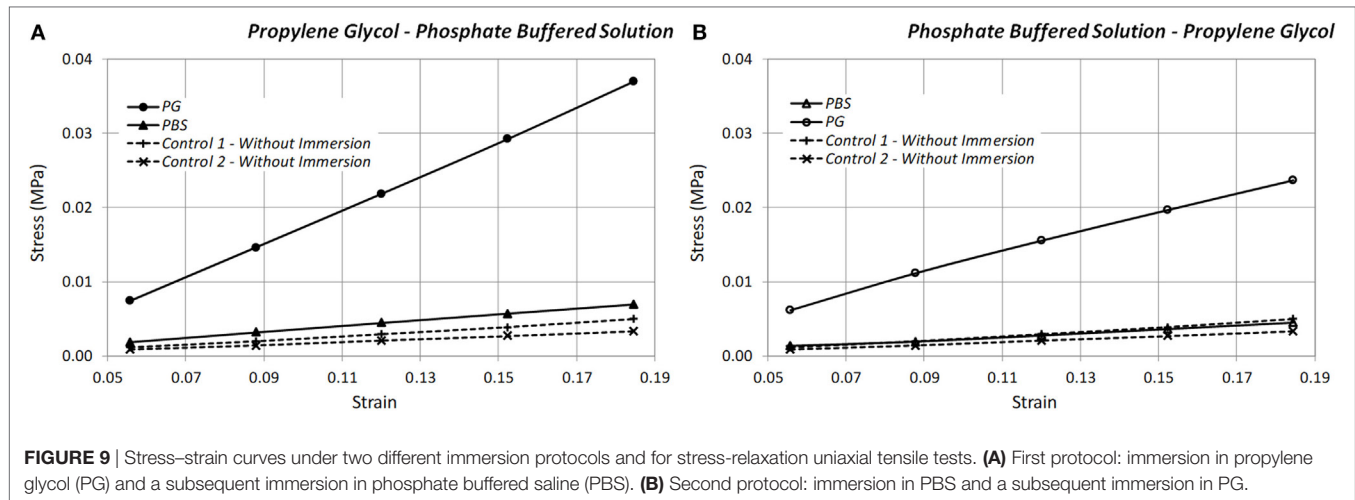 A
Propylene Glycol - Phosphate Buffered Solution
0.04
0.03
0.02
0.01
0.00
Stress (MPa)
PG
PBS
Control 1 - Without Immersion
Control 2 - Without Immersion
0.05 0.07 0.09 0.11 0.13 0.15 0.17 0.19
Strain
B
Phosphate Buffered Solution - Propylene Glycol
0.04
0.03
0.02
0.01
0.00
Stress (MPa)
PBS
PG
Control 1 - Without Immersion
Control 2 - Without Immersion
0.05 0.07 0.09 0.11 0.13 0.15 0.17 0.19
Strain
FIGURE 9 | Stress–strain curves under two different immersion protocols and for stress-relaxation uniaxial tensile tests. (A) First protocol: immersion in propylene
glycol (PG) and a subsequent immersion in phosphate buffered saline (PBS). (B) Second protocol: immersion in PBS and a subsequent immersion in PG.